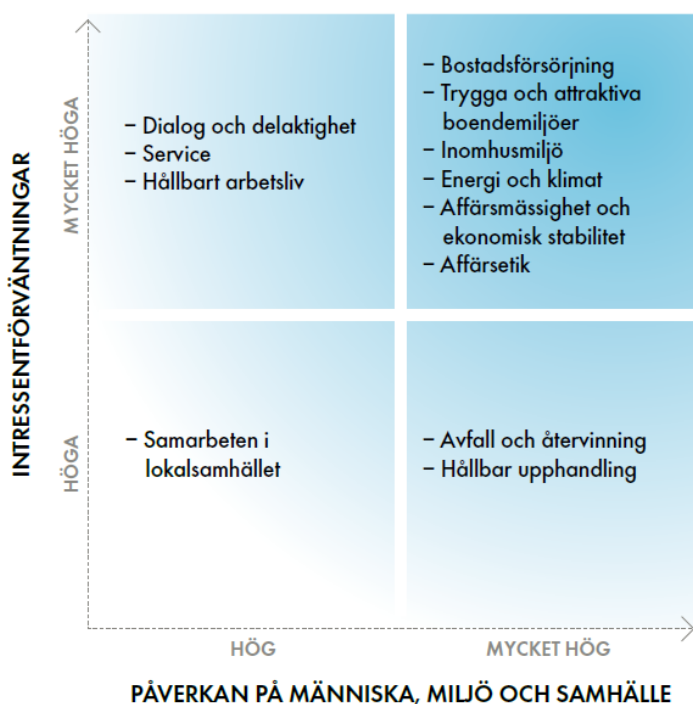 INTRESSENTFÖRVÄNTNINGAR
MYCKET HÖGA
– Dialog och delaktighet
– Service
– Hållbart arbetsliv
– Bostadsförsörjning
– Trygga och attraktiva
boendemiljöer
– Inomhusmiljö
– Energi och klimat
– Affärsmässighet och
ekonomisk stabilitet
– Affärsetik
HÖGA
– Samarbeten i
lokalsamhället
– Avfall och återvinning
– Hållbar upphandling
HÖG
MYCKET HÖG
PÅVERKAN PÅ MÄNNISKA, MILJÖ OCH SAMHÄLLE